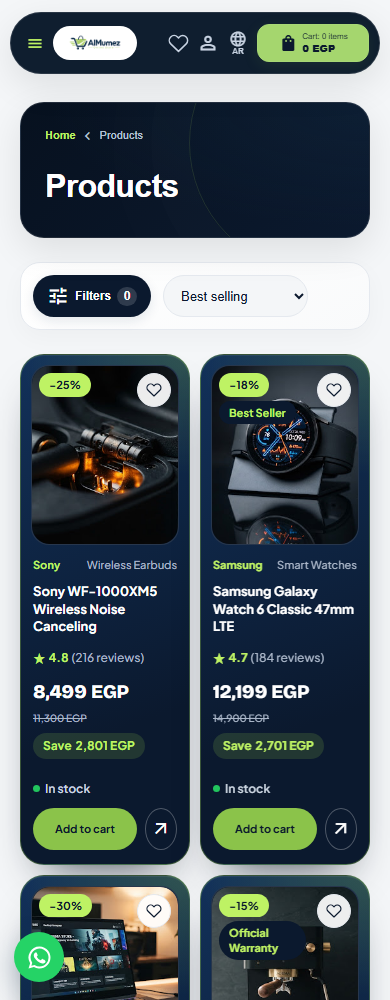 AlMumez
AR
Cart: 0 items
0 EGP
Home
Products
Products
Filters
0
Best selling
-25%
-18%
Best Seller
Sony
Wireless Earbuds
Sony WF-1000XM5
Wireless Noise
Canceling
4.8 (216 reviews)
8,499 EGP
11,300 EGP
Save 2,801 EGP
In stock
Add to cart
Samsung
Smart Watches
Samsung Galaxy
Watch 6 Classic 47mm
LTE
4.7 (184 reviews)
12,199 EGP
14,900 EGP
Save 2,701 EGP
In stock
Add to cart
-30%
-15%
Official
Warranty